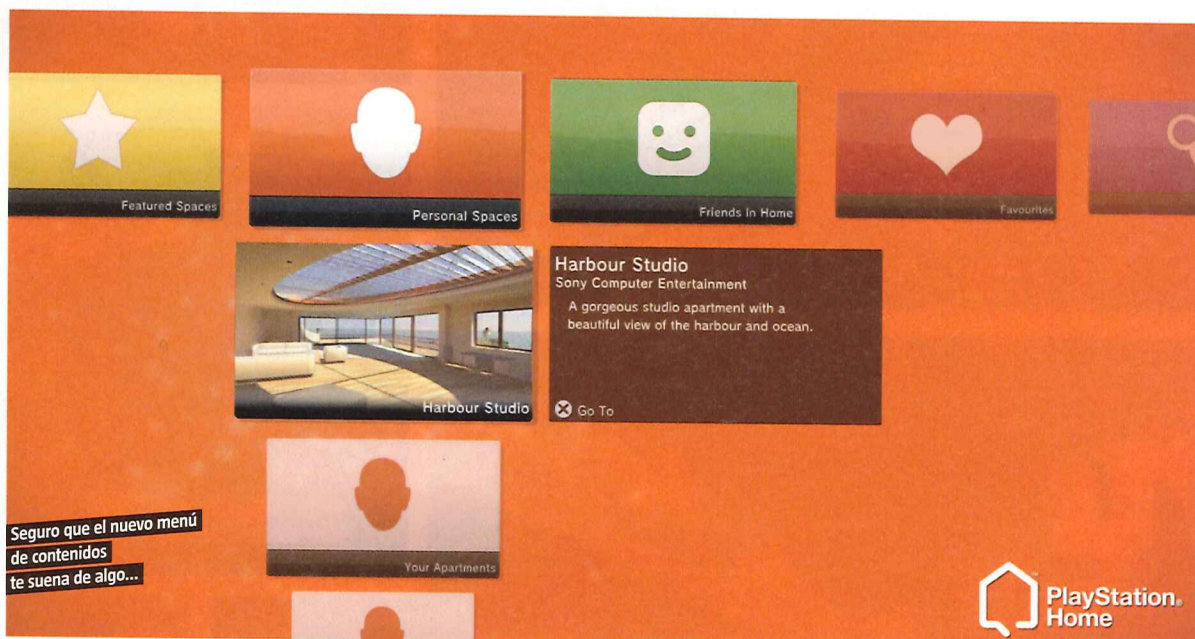 Featured Spaces
Personal Spaces
Friends In Home
Favourites
Harbour Studio
Harbour Studio
Sony Computer Entertainment
A gorgeous studio apartment with a
beautiful view of the harbour and ocean.
Go To
Your Apartments
Seguro que el nuevo menú
de contenidos
te suena de algo...
PlayStation®
Home